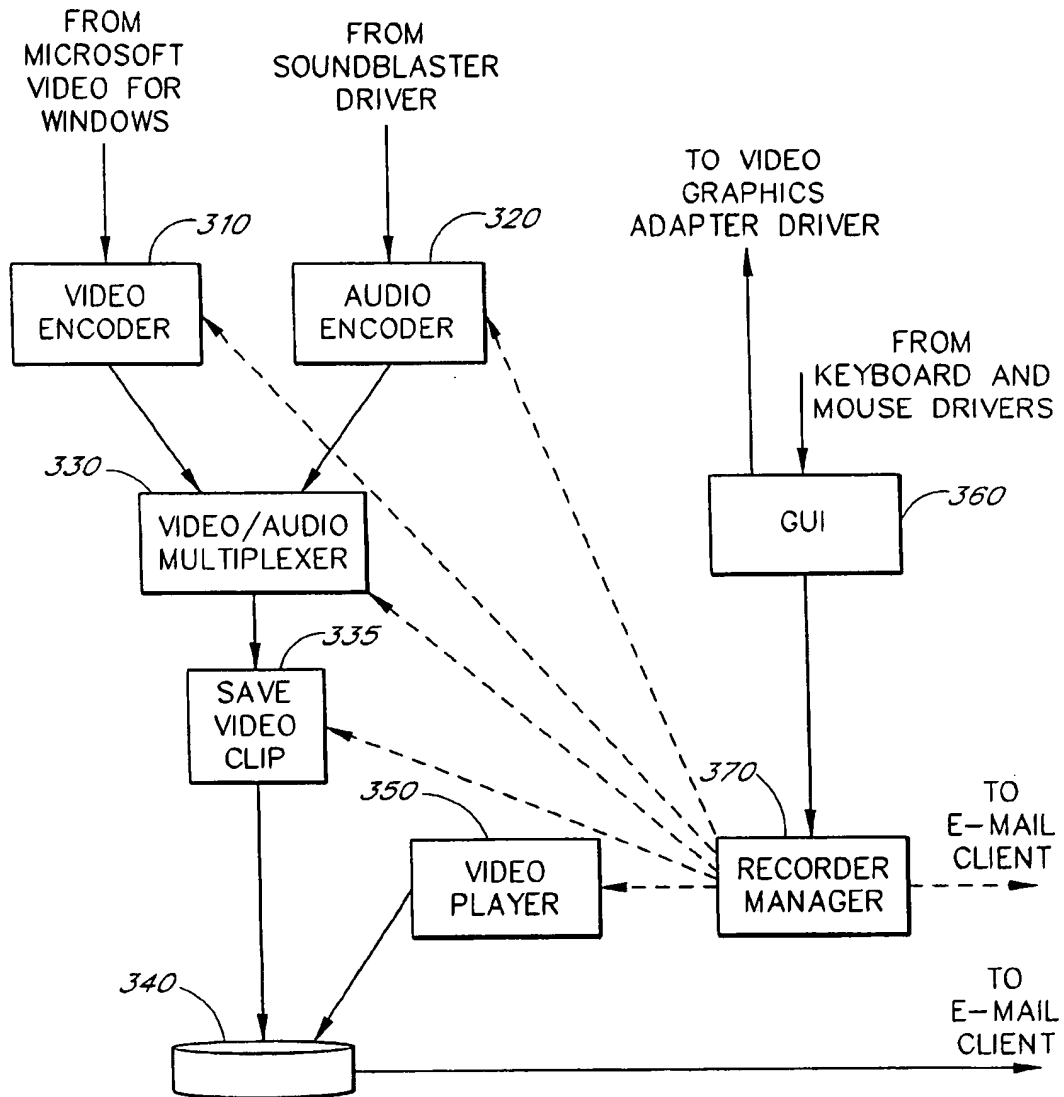 FROM
MICROSOFT
VIDEO FOR
WINDOWS
FROM
SOUNDBLASTER
DRIVER
TO VIDEO
GRAPHICS
ADAPTER DRIVER
310
VIDEO
ENCODER
320
AUDIO
ENCODER
FROM
KEYBOARD AND
MOUSE DRIVERS
330
VIDEO/AUDIO
MULTIPLEXER
GUI
360
335
SAVE
VIDEO
CLIP
350
VIDEO
PLAYER
370
RECORDER
MANAGER
TO
E-MAIL
CLIENT
340
TO
E-MAIL
CLIENT